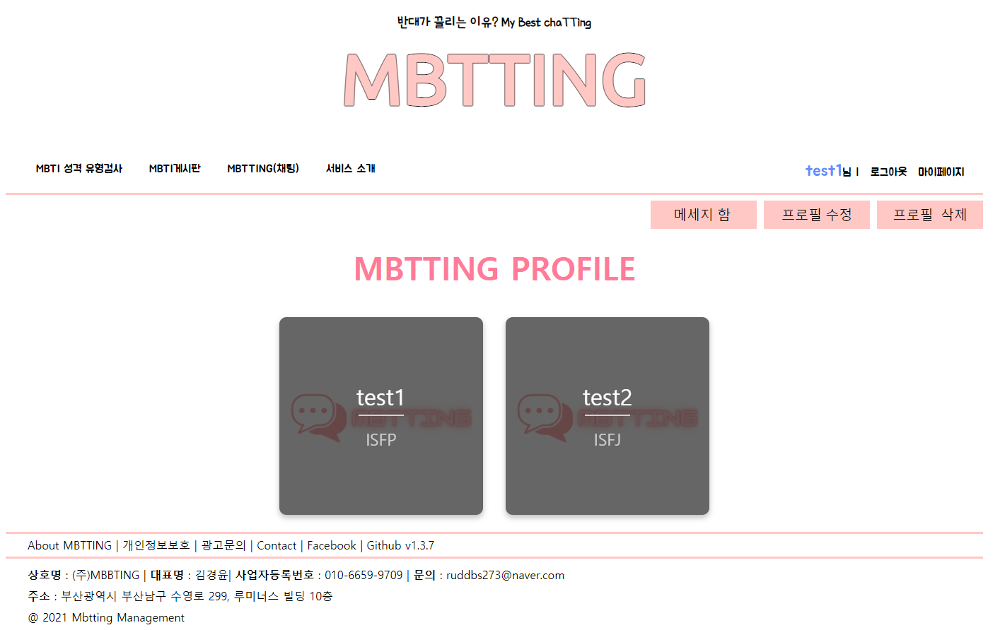 반대가 끌리는 이유? My Best chaTTing
MBTTING
MBTI 성격 유형검사 MBTI게시판 MBTTING(채팅) 서비스 소개 test1님 | 로그아웃 마이페이지
메세지 함 프로필 수정 프로필 삭제
MBTTING PROFILE
test1 test2
MBTTING MBTTING
ISFP ISFJ
About MBTTING | 개인정보보호 | 광고문의 | Contact | Facebook | Github v1.3.7
상호명 : (주)MBBTING | 대표명 : 김경윤| 사업자등록번호 : 010-6659-9709 | 문의 : ruddbs273@naver.com
주소 : 부산광역시 부산남구 수영로 299, 루미너스 빌딩 10층
@ 2021 Mbtting Management